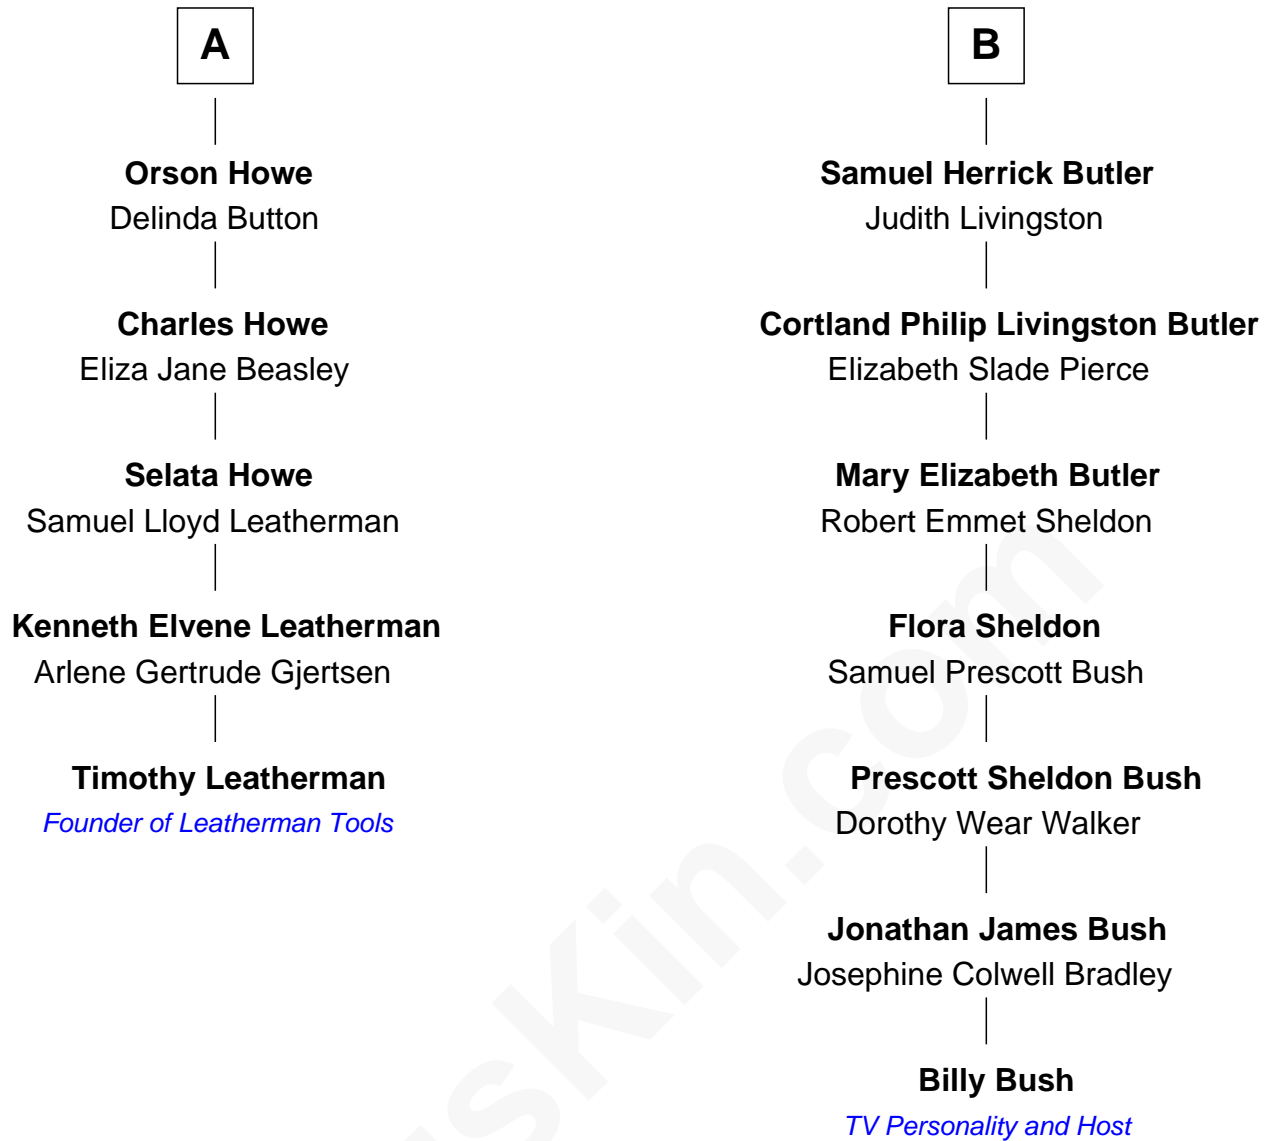 A
Orson Howe
Delinda Button
Charles Howe
Eliza Jane Beasley
Selata Howe
Samuel Lloyd Leatherman
Kenneth Elvene Leatherman
Arlene Gertrude Gjertsen
Timothy Leatherman
Founder of Leatherman Tools
B
Samuel Herrick Butler
Judith Livingston
Cortland Philip Livingston Butler
Elizabeth Slade Pierce
Mary Elizabeth Butler
Robert Emmet Sheldon
Flora Sheldon
Samuel Prescott Bush
Prescott Sheldon Bush
Dorothy Wear Walker
Jonathan James Bush
Josephine Colwell Bradley
Billy Bush
TV Personality and Host
usKin.com